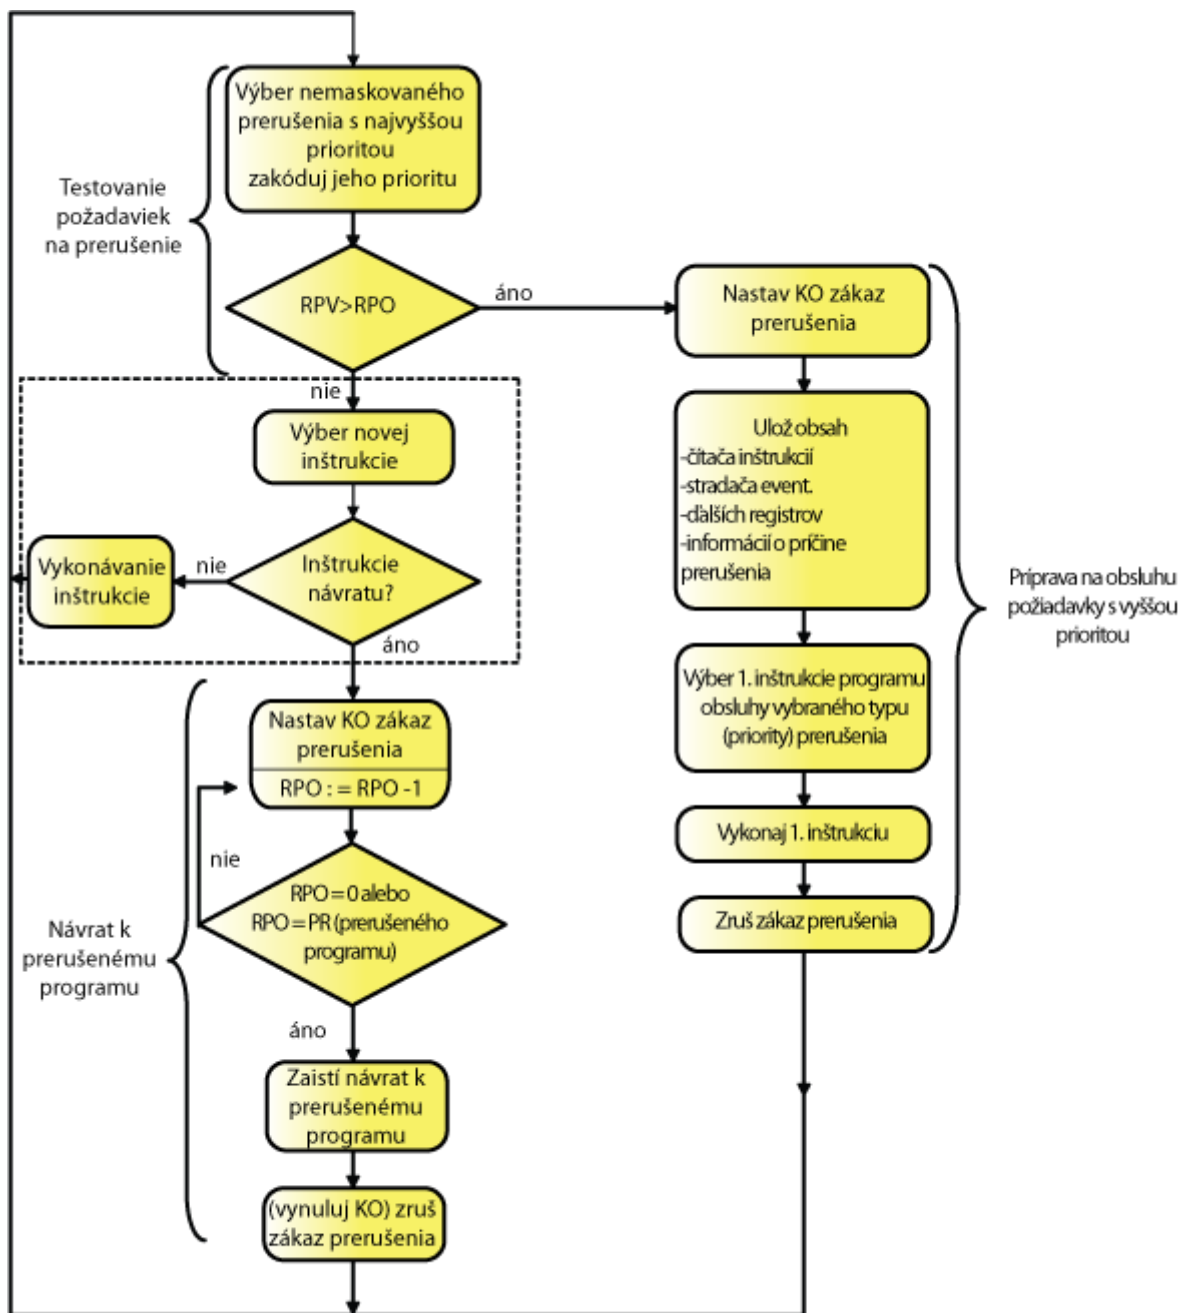 Výber nemaskovaného
prerušenia s najvyššou
prioritou
zakóduj jeho prioritu
Testovanie
požadaviek
na prerušenie
RPV>RPO
áno
nie
Výber novej
inštrukcie
Inštrukcie
návratu?
nie
Vykonávanie
inštrukcie
áno
Nastav KO zákaz
prerušenia
RPO : = RPO -1
nie
RPO = 0 alebo
RPO = PR (prerušeného
programu)
Návrat k
prerušenému
programu
áno
Zaistí návrat k
prerušenému
programu
(vynuluj KO) zruš
zákaz prerušenia
Nastav KO zákaz
prerušenia
Ulož obsah
-čítača inštrukcií
-stradača event.
-ďalších registrov
-informácií o príčine
prerušenia
Výber 1. inštrukcie programu
obsluhy vybraného typu
(priority) prerušenia
Vykonaj 1. inštrukciu
Zruš zákaz prerušenia
Príprava na obsluhu
požiadavky s vyššou
prioritou